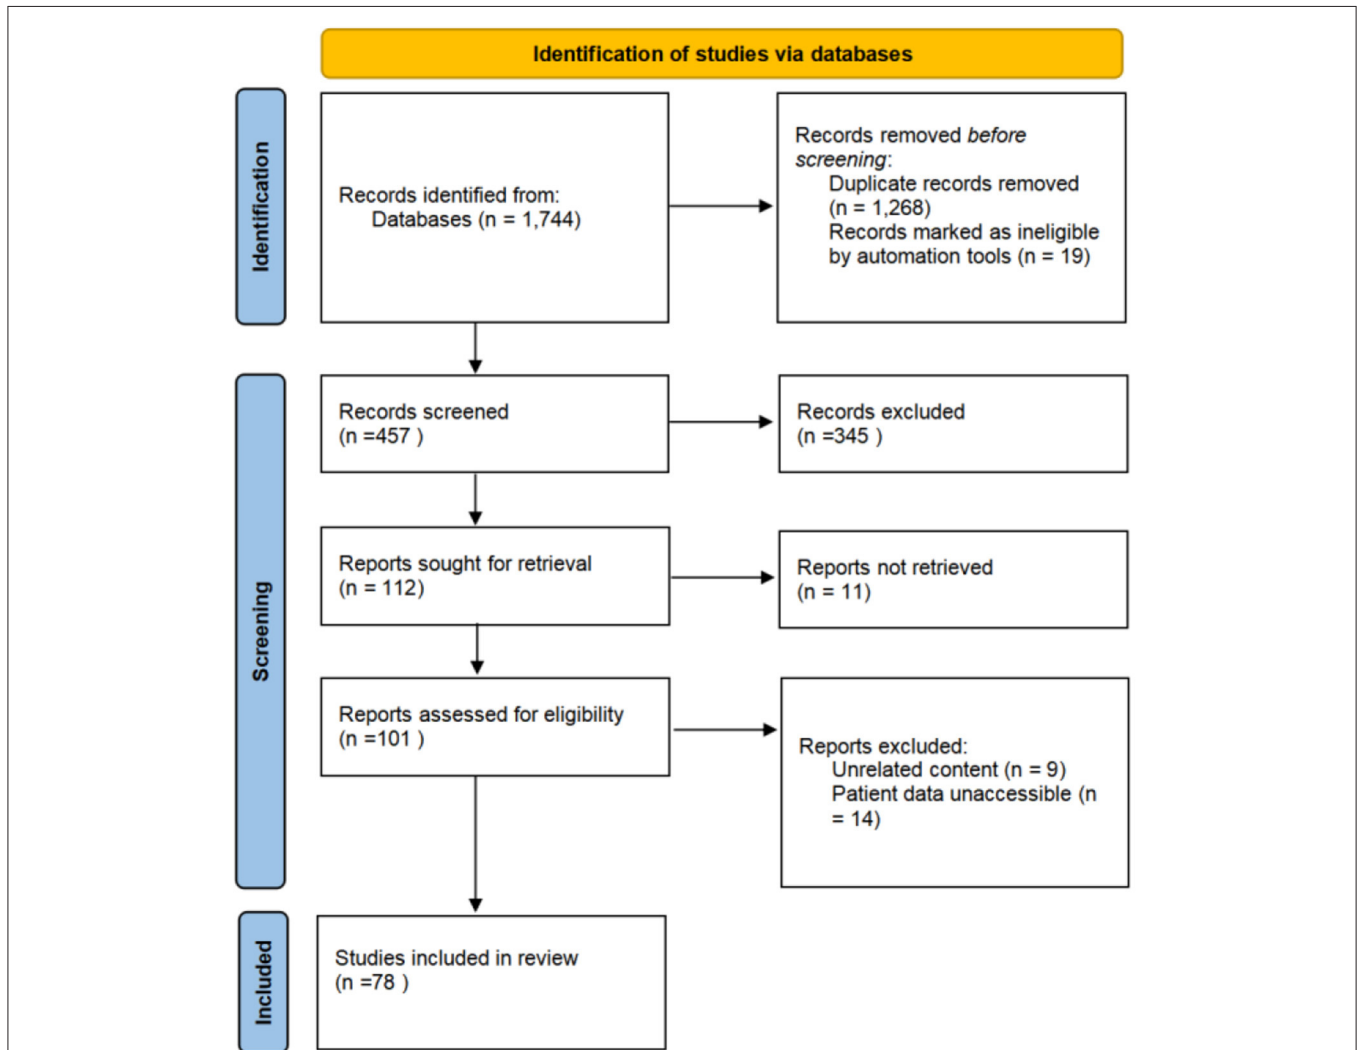 Identification of studies via databases
Identification
Records identified from:
Databases (n = 1,744)
Records removed before
screening:
Duplicate records removed
(n = 1,268)
Records marked as ineligible
by automation tools (n = 19)
Screening
Records screened
(n =457 )
Records excluded
(n =345 )
Reports sought for retrieval
(n = 112)
Reports not retrieved
(n = 11)
Reports assessed for eligibility
(n =101 )
Reports excluded:
Unrelated content (n = 9)
Patient data unaccessible (n
= 14)
Included
Studies included in review
(n =78 )